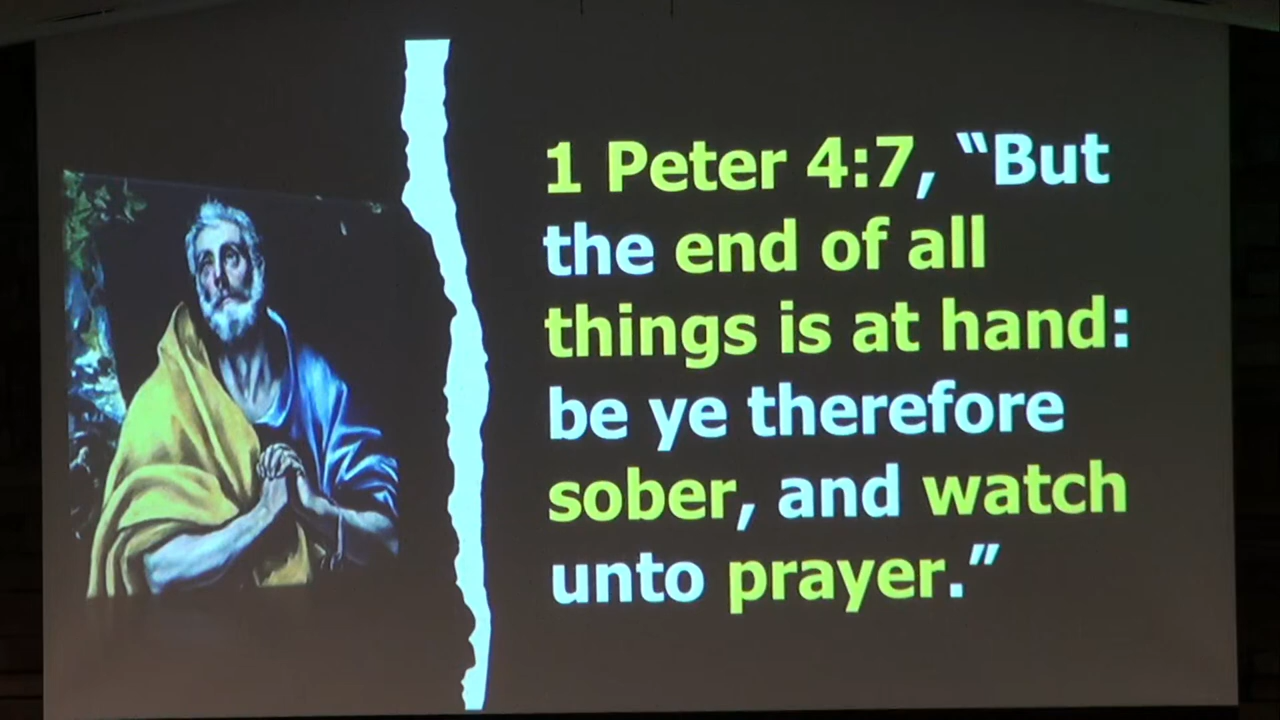 1 Peter 4:7, “But
the end of all
things is at hand:
be ye therefore
sober, and watch
unto prayer.”